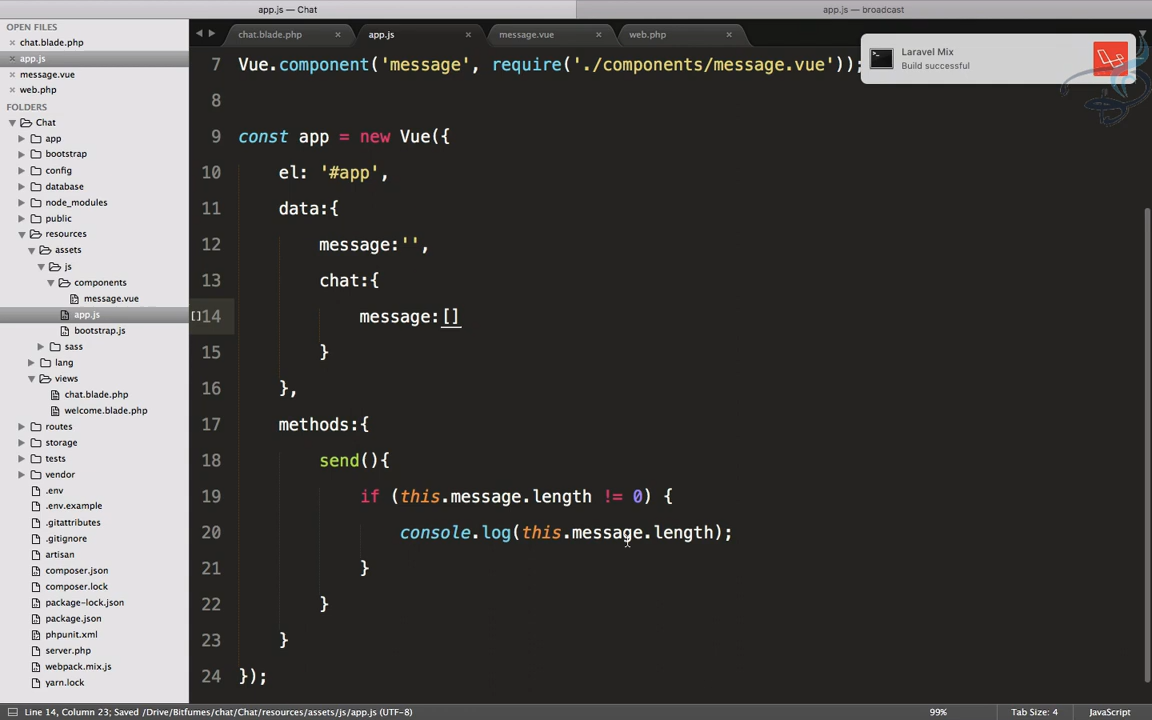 app.js — Chat
app.js — broadcast
OPEN FILES
× chat.blade.php
× app.js
× message.vue
× web.php
FOLDERS
Chat
app
bootstrap
config
database
node_modules
public
resources
assets
js
components
message.vue
app.js
bootstrap.js
sass
lang
views
chat.blade.php
welcome.blade.php
routes
storage
tests
vendor
.env
.env.example
.gitattributes
.gitignore
artisan
composer.json
composer.lock
package-lock.json
package.json
phpunit.xml
server.php
webpack.mix.js
yarn.lock
chat.blade.php × app.js × message.vue × web.php ×
Laravel Mix
Build successful
7 Vue.component('message', require('./components/message.vue'));
8
9 const app = new Vue({
10 el: '#app',
11 data:{
12 message:'',
13 chat:{
[]14 message:[]
15 }
16 },
17 methods:{
18 send(){
19 if (this.message.length != 0) {
20 console.log(this.message.length);
21 }
22 }
23 }
24 });
Line 14, Column 23; Saved /Drive/Bitfumes/chat/Chat/resources/assets/js/app.js (UTF-8) 99% Tab Size: 4 JavaScript